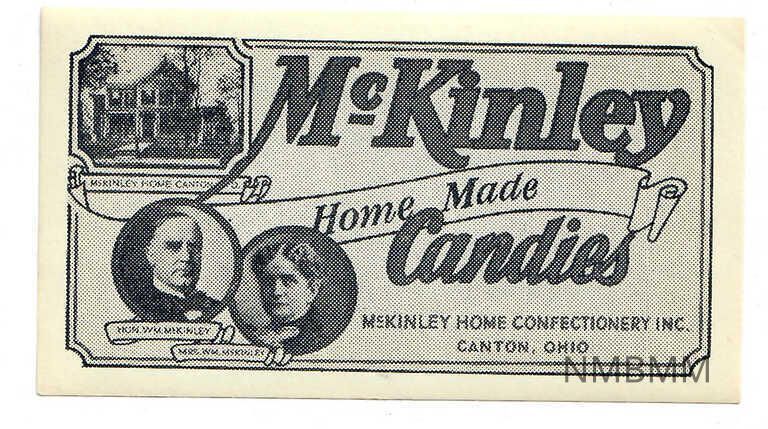 McKinley
McKINLEY HOME CANTON, O.
Home Made
Candies
HON. WM. McKINLEY
MRS. WM. McKINLEY
McKINLEY HOME CONFECTIONERY INC.
CANTON, OHIO
NMBMM